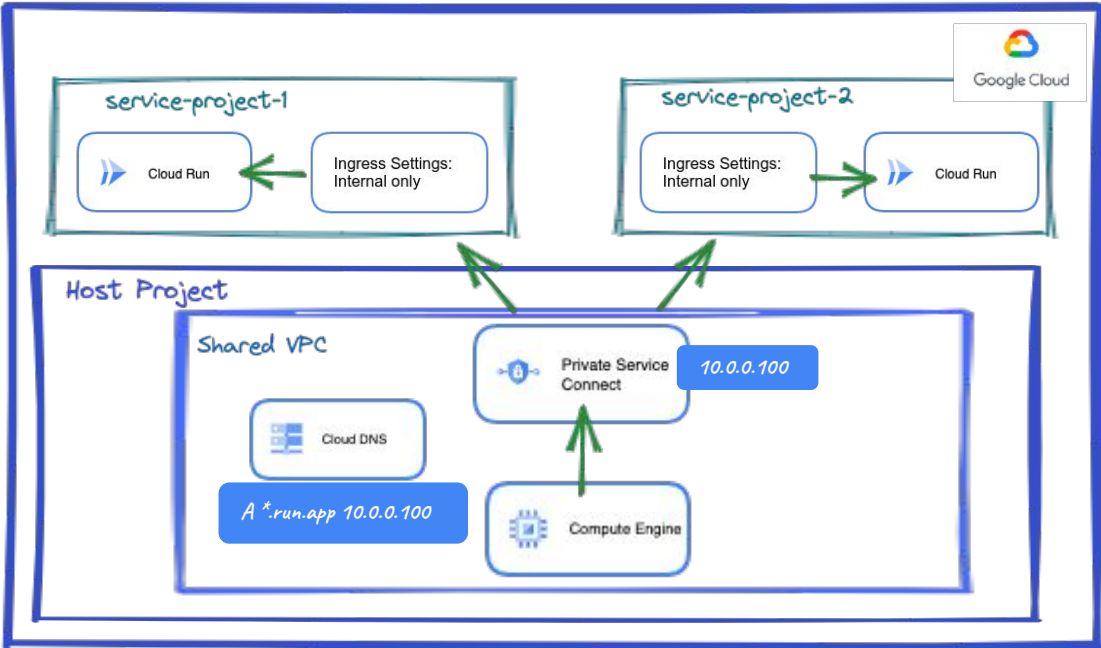 Google Cloud
service-project-1
Cloud Run
Ingress Settings:
Internal only
service-project-2
Ingress Settings:
Internal only
Cloud Run
Host Project
Shared VPC
Private Service
Connect
10.0.0.100
Cloud DNS
A *.run.app 10.0.0.100
Compute Engine